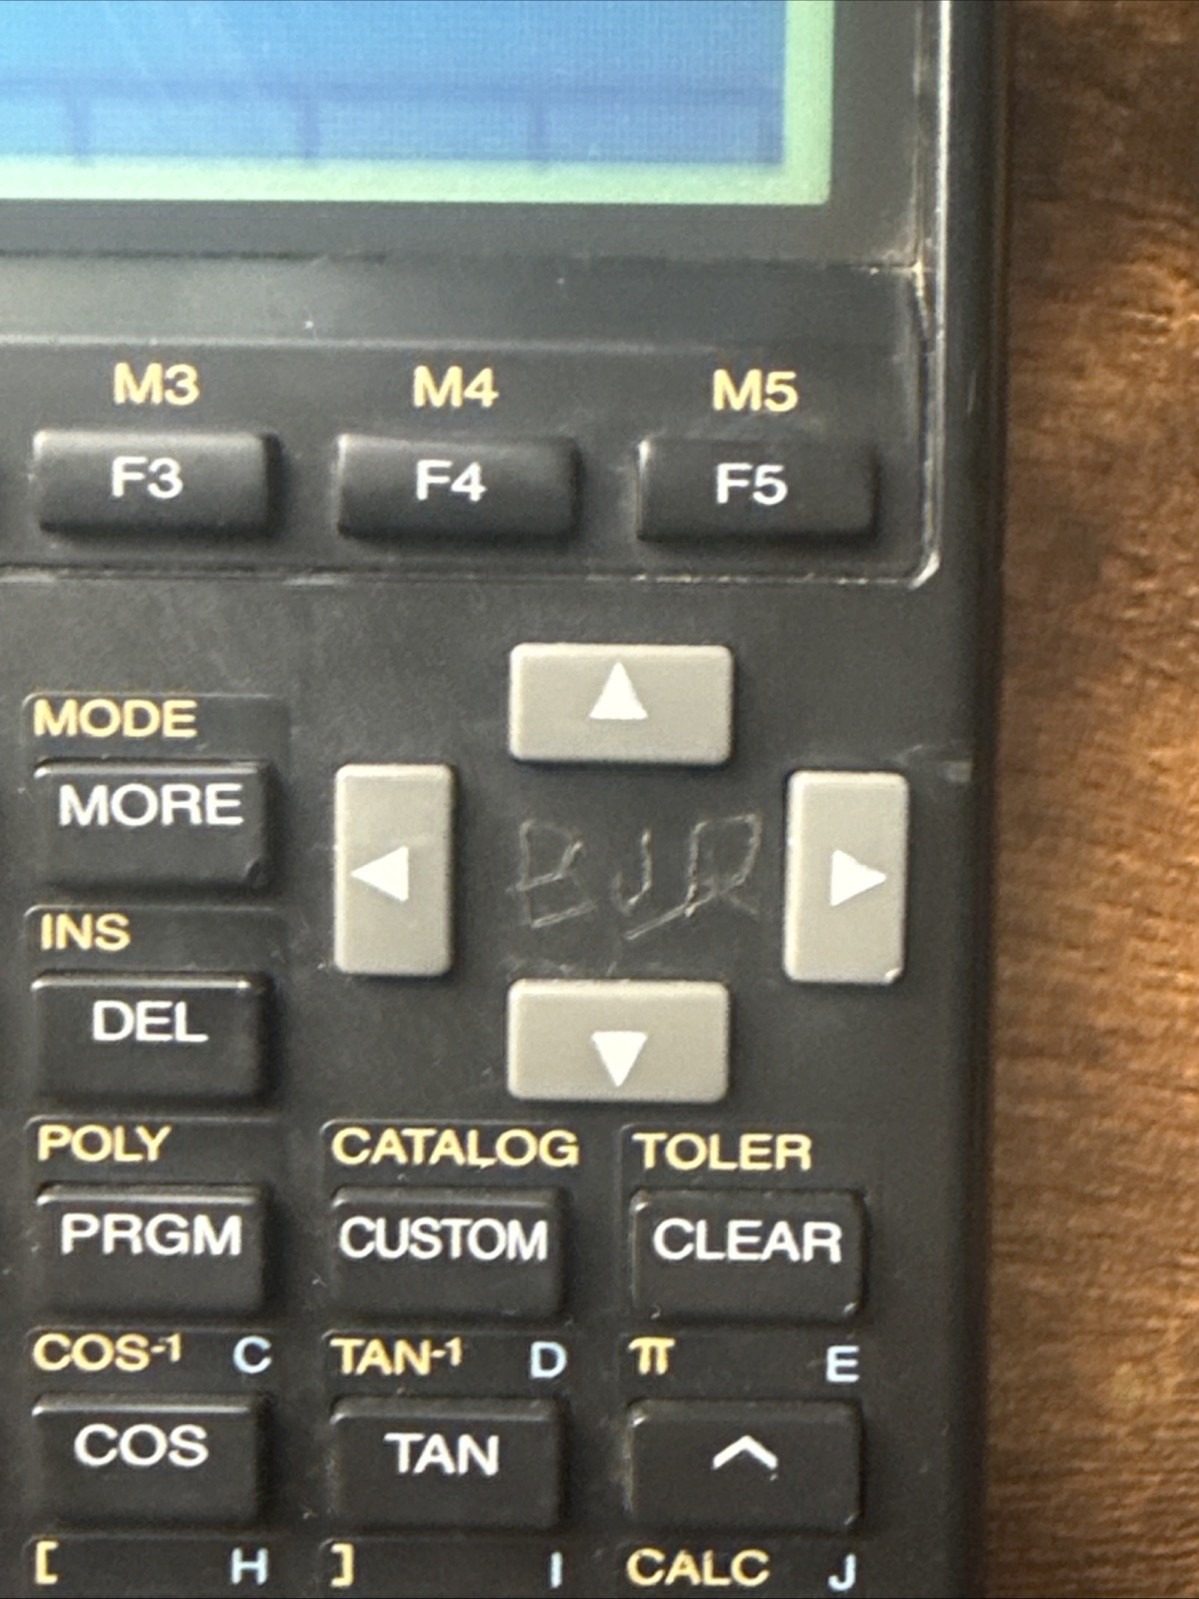 M3 M4 M5
F3 F4 F5
MODE
MORE
BJR
INS
DEL
POLY CATALOG TOLER
PRGM CUSTOM CLEAR
COS-1 C TAN-1 D π E
COS TAN ^
[ H ] I CALC J